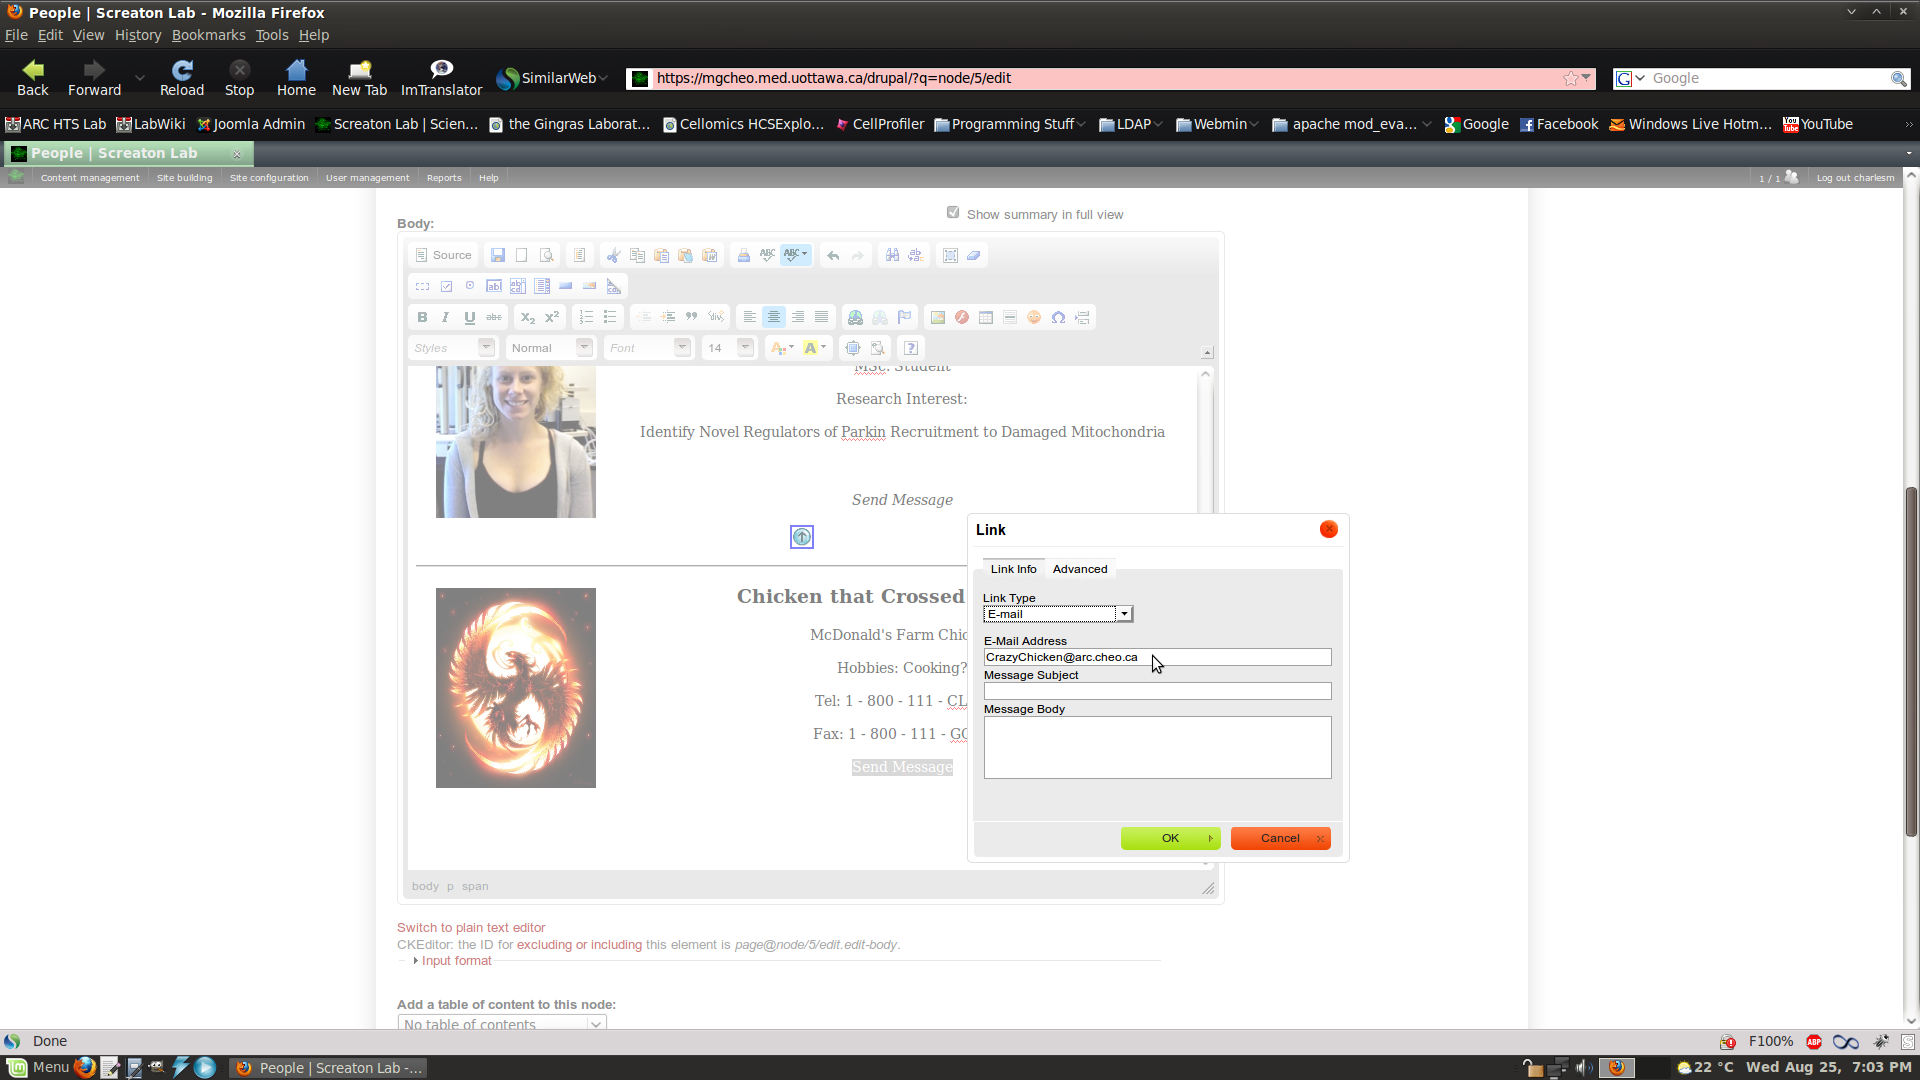 People | Screaton Lab - Mozilla Firefox
File Edit View History Bookmarks Tools Help
Back Forward Reload Stop Home New Tab ImTranslator SimilarWeb https://mgcheo.med.uottawa.ca/drupal/?q=node/5/edit Google
ARC HTS Lab LabWiki Joomla Admin Screaton Lab | Scien... the Gingras Laborat... Cellomics HCSExplo... CellProfiler Programming Stuff LDAP Webmin apache mod_eva... Google Facebook Windows Live Hotm... YouTube
People | Screaton Lab
Content management Site building Site configuration User management Reports Help 1 / 1 Log out charlesm
Show summary in full view
Body:
Source
Styles Normal Font 14
MSc. Student
Research Interest:
Identify Novel Regulators of Parkin Recruitment to Damaged Mitochondria
Send Message
Chicken that Crossed
McDonald's Farm Chic
Hobbies: Cooking?
Tel: 1 - 800 - 111 - CL
Fax: 1 - 800 - 111 - GO
Send Message
body p span
Link
Link Info Advanced
Link Type
E-mail
E-Mail Address
CrazyChicken@arc.cheo.ca
Message Subject
Message Body
OK Cancel
Switch to plain text editor
CKEditor: the ID for excluding or including this element is page@node/5/edit.edit-body.
Input format
Add a table of content to this node:
No table of contents
Done F100% ABP
Menu People | Screaton Lab -... 22 °C Wed Aug 25, 7:03 PM